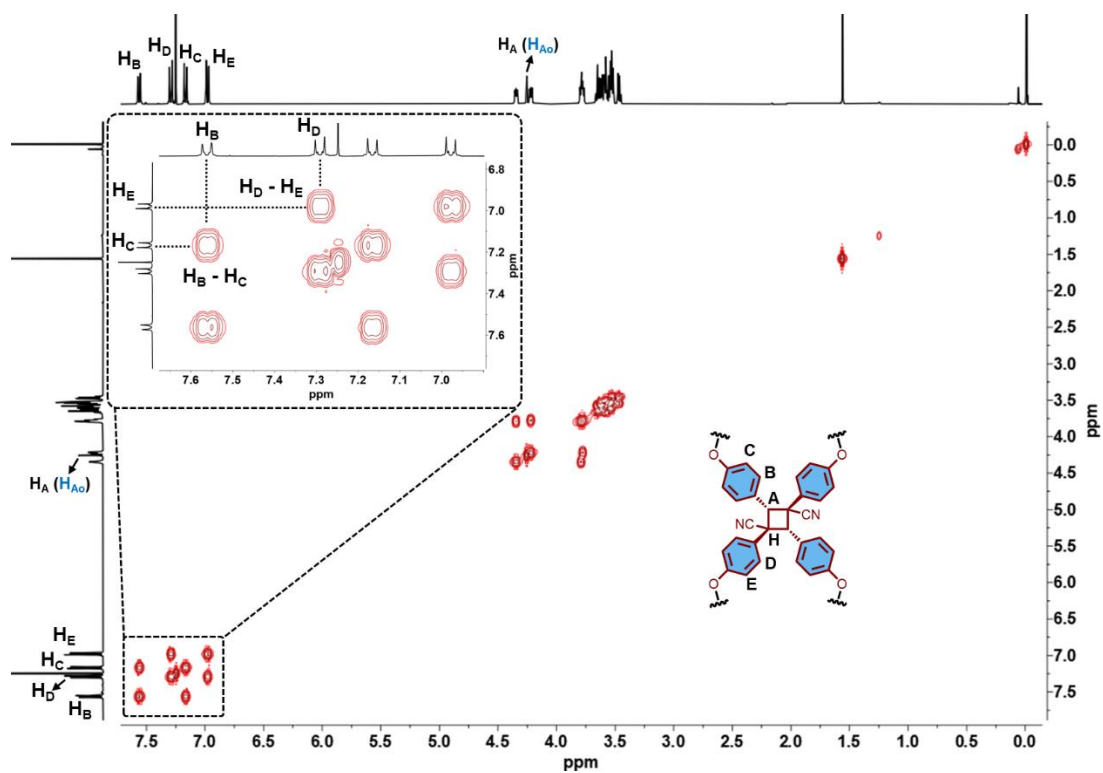 H_B H_D H_C H_E H_A (H_Ao)
H_B H_D
H_E H_D - H_E
H_C
H_B - H_C
6.8
7.0
7.2
7.4
7.6
ppm
7.6 7.5 7.4 7.3 7.2 7.1 7.0
ppm
0.0
0.5
1.0
1.5
2.0
2.5
3.0
3.5
4.0
4.5
5.0
5.5
6.0
6.5
7.0
7.5
ppm
H_A (H_Ao)
H_E
H_C
H_D
H_B
O O
C
B
A
NC CN
H
D
E
O O
7.5 7.0 6.5 6.0 5.5 5.0 4.5 4.0 3.5 3.0 2.5 2.0 1.5 1.0 0.5 0.0
ppm